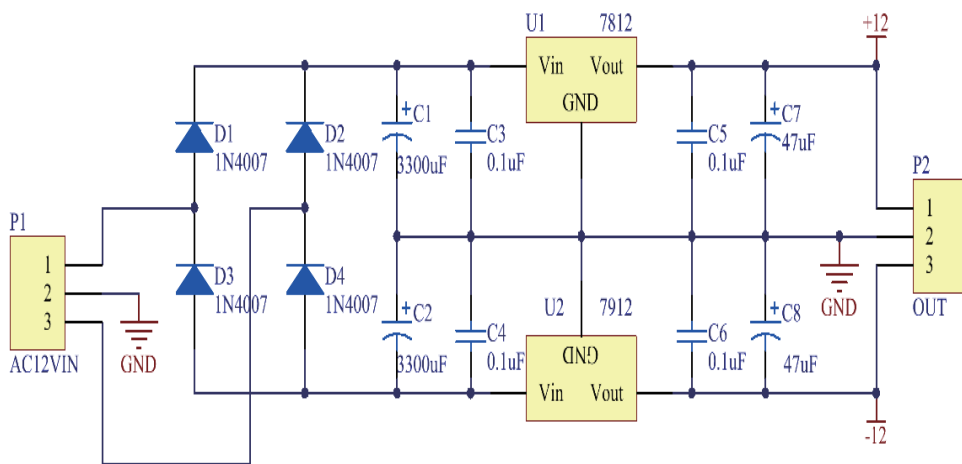 U1 7812
+12
Vin Vout
GND
D1
1N4007
D2
1N4007
+ C1
3300uF
C3
0.1uF
C5
0.1uF
+ C7
47uF
P2
1
2
3
OUT
P1
1
2
3
AC12VIN
GND
D3
1N4007
D4
1N4007
+ C2
3300uF
C4
0.1uF
U2 7912
GND
Vin Vout
C6
0.1uF
+ C8
47uF
GND
-12